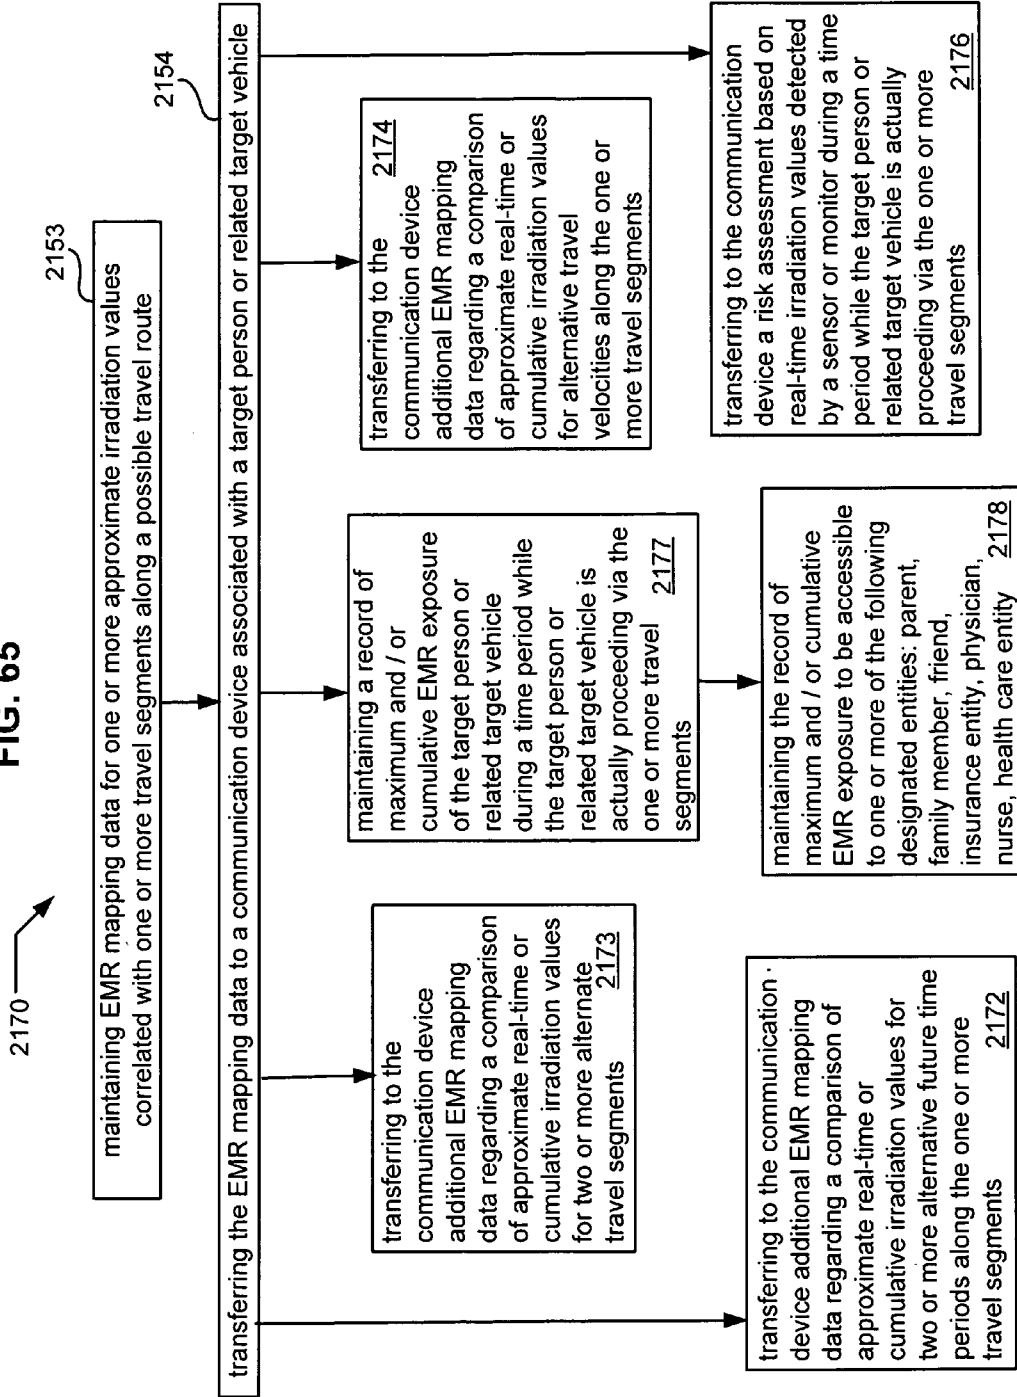 FIG. 65
2170
2153
maintaining EMR mapping data for one or more approximate irradiation values
correlated with one or more travel segments along a possible travel route
2154
transferring the EMR mapping data to a communication device associated with a target person or related target vehicle
transferring to the communication
device additional EMR mapping
data regarding a comparison of
approximate real-time or
cumulative irradiation values for
two or more alternative future time
periods along the one or more
travel segments 2172
transferring to the
communication device
additional EMR mapping
data regarding a comparison
of approximate real-time or
cumulative irradiation values
for two or more alternate
travel segments 2173
maintaining a record of
maximum and / or
cumulative EMR exposure
of the target person or
related target vehicle
during a time period while
the target person or
related target vehicle is
actually proceeding via the
one or more travel 2177
segments
maintaining the record of
maximum and / or cumulative
EMR exposure to be accessible
to one or more of the following
designated entities: parent,
family member, friend,
insurance entity, physician,
nurse, health care entity 2178
transferring to the 2174
communication device
additional EMR mapping
data regarding a comparison
of approximate real-time or
cumulative irradiation values
for alternative travel
velocities along the one or
more travel segments
transferring to the communication
device a risk assessment based on
real-time irradiation values detected
by a sensor or monitor during a time
period while the target person or
related target vehicle is actually
proceeding via the one or more
travel segments 2176